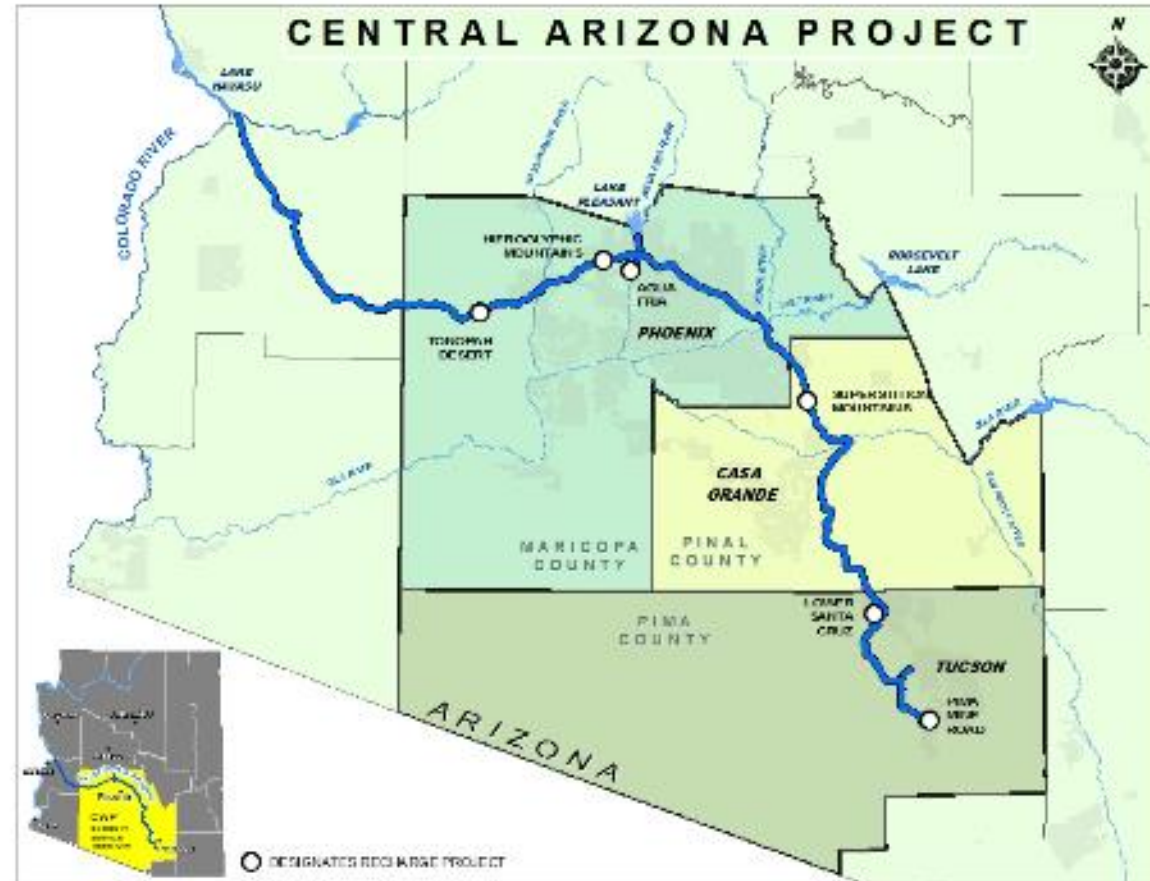 CENTRAL ARIZONA PROJECT
N
LAKE
HAVASU
COLORADO RIVER
LAKE
PLEASANT
HIEROGLYPHIC
MOUNTAINS
AGUA
FRIA
ROOSEVELT
LAKE
TONOPAH
DESERT
PHOENIX
SUPERSTITION
MOUNTAINS
CASA
GRANDE
MARICOPA
COUNTY
PINAL
COUNTY
LOWER
SANTA
CRUZ
PIMA
COUNTY
TUCSON
PIMA
MINE
ROAD
ARIZONA
DESIGNATES RECHARGE PROJECT